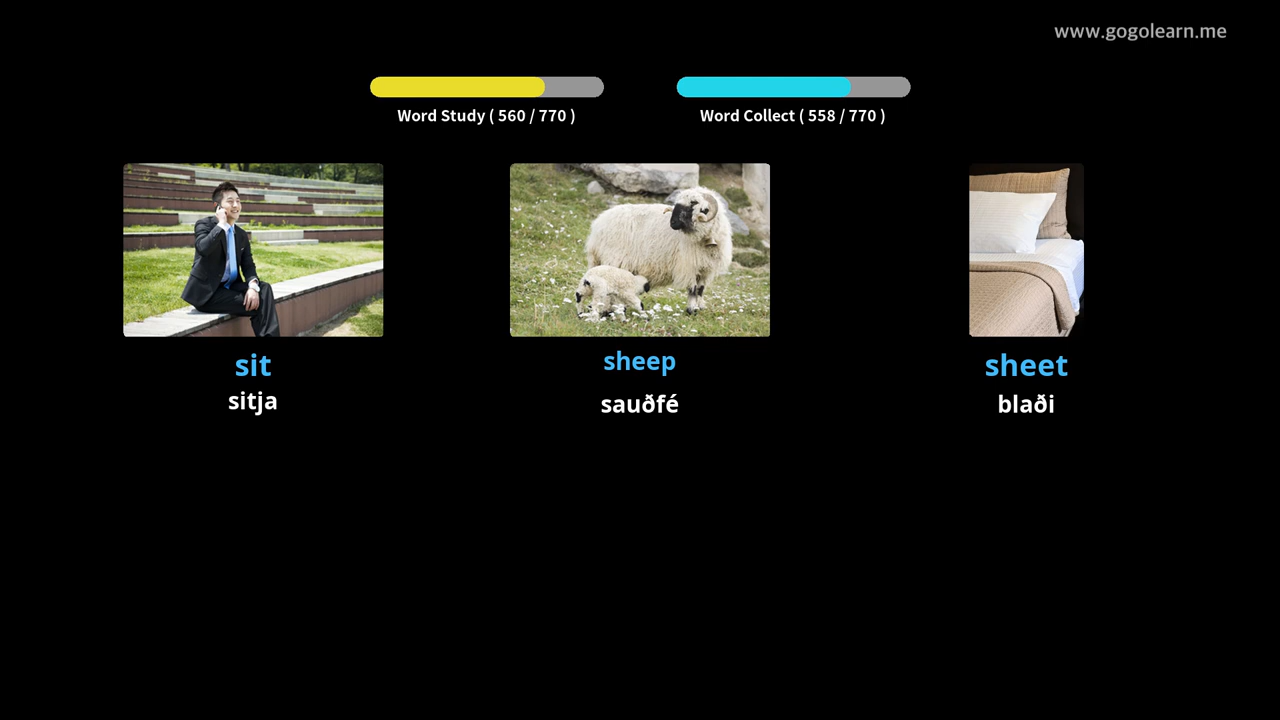 www.gogolearn.me
Word Study ( 560 / 770 )
Word Collect ( 558 / 770 )
sit
sitja
sheep
sauðfé
sheet
blaði